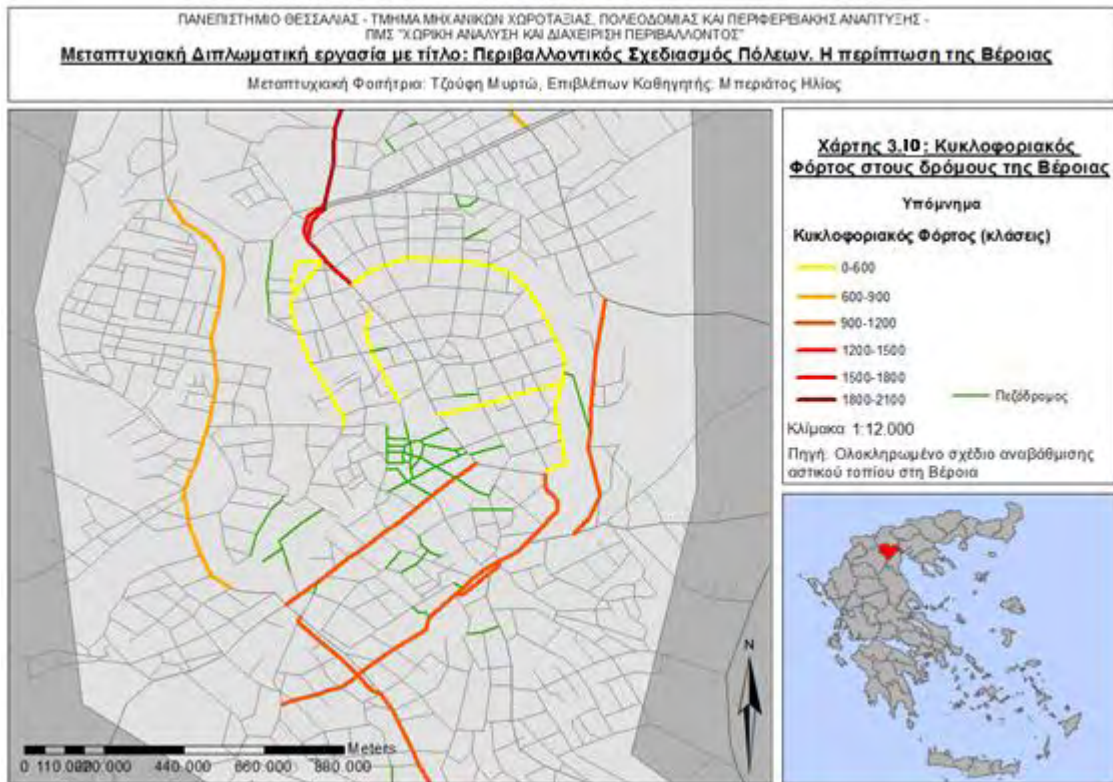 ΠΑΝΕΠΙΣΤΗΜΙΟ ΘΕΣΣΑΛΙΑΣ - ΤΜΗΜΑ ΜΗΧΑΝΙΚΩΝ ΧΩΡΟΤΑΞΙΑΣ, ΠΟΛΕΟΔΟΜΙΑΣ ΚΑΙ ΠΕΡΙΦΕΡΕΙΑΚΗΣ ΑΝΑΠΤΥΞΗΣ -
ΠΜΣ "ΧΩΡΙΚΗ ΑΝΑΛΥΣΗ ΚΑΙ ΔΙΑΧΕΙΡΙΣΗ ΠΕΡΙΒΑΛΛΟΝΤΟΣ"
Μεταπτυχιακή Διπλωματική εργασία με τίτλο: Περιβαλλοντικός Σχεδιασμός Πόλεων. Η περίπτωση της Βέροιας
Μεταπτυχιακή Φοιτήτρια: Τζούφη Μυρτώ, Επιβλέπων Καθηγητής: Μπεριάτος Ηλίας
Χάρτης 3.10: Κυκλοφοριακός
Φόρτος στους δρόμους της Βέροιας
Υπόμνημα
Κυκλοφοριακός Φόρτος (κλάσεις)
0-600
600-900
900-1200
1200-1500
1500-1800
1800-2100
Πεζόδρομος
Κλίμακα 1:12.000
Πηγή: Ολοκληρωμένο σχέδιο αναβάθμισης
αστικού τοπίου στη Βέροια
N
Meters
0 440.000 660.000 880.000